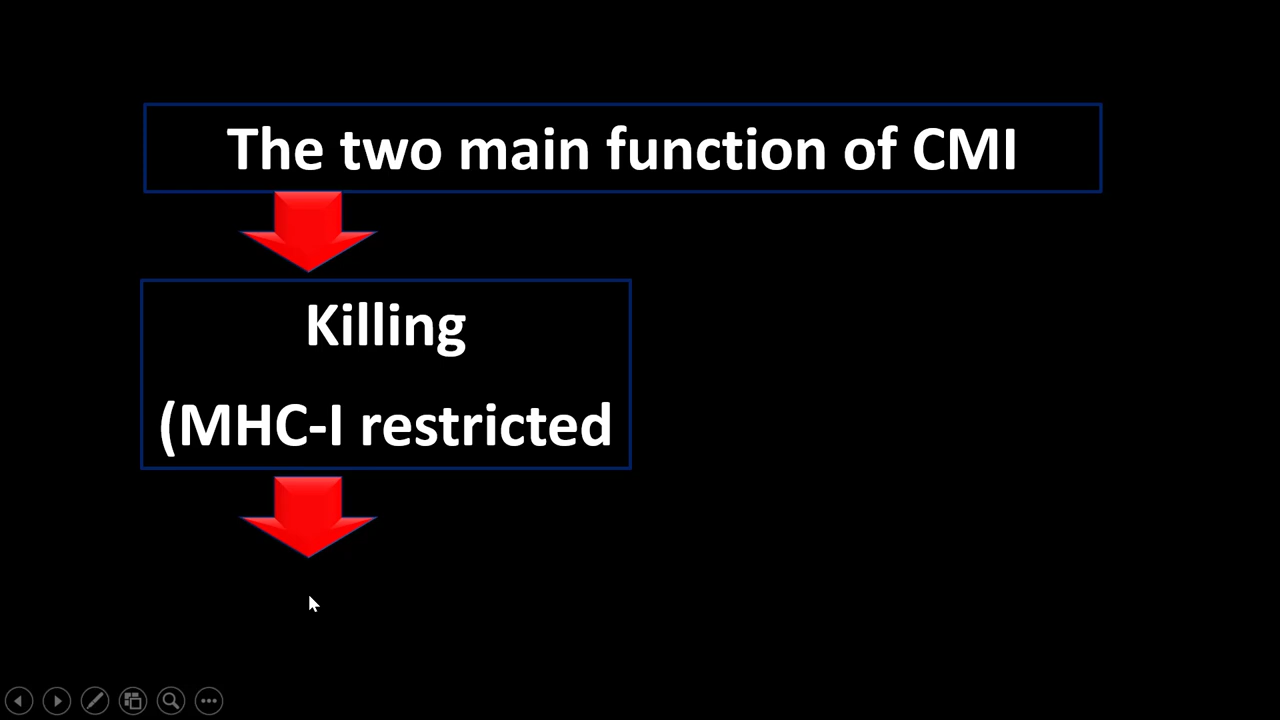 The two main function of CMI
Killing
(MHC-I restricted